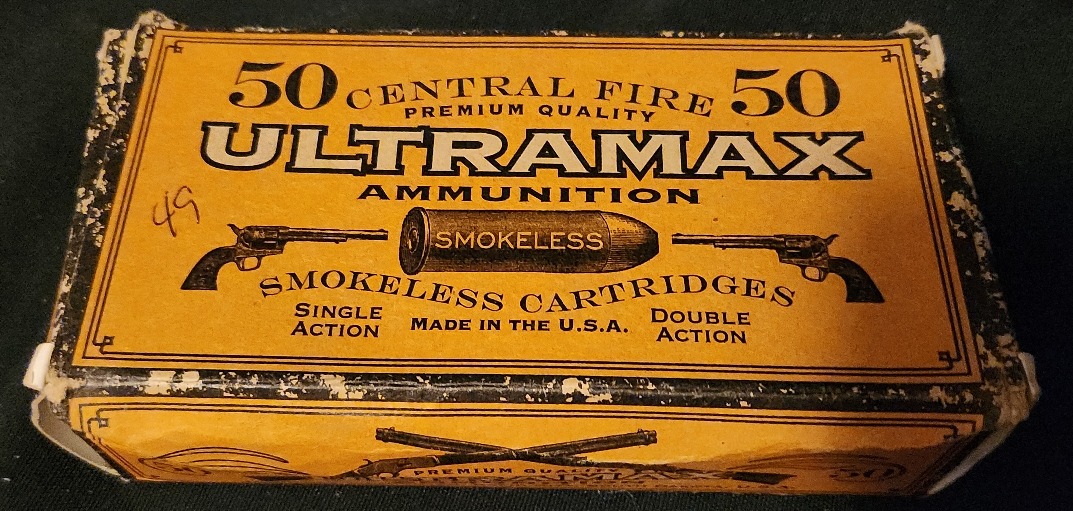 50 CENTRAL FIRE 50
PREMIUM QUALITY
ULTRAMAX
AMMUNITION
49
SMOKELESS
SMOKELESS CARTRIDGES
SINGLE ACTION
MADE IN THE U.S.A.
DOUBLE ACTION
PREMIUM QUALITY
ULTRAMAX
50